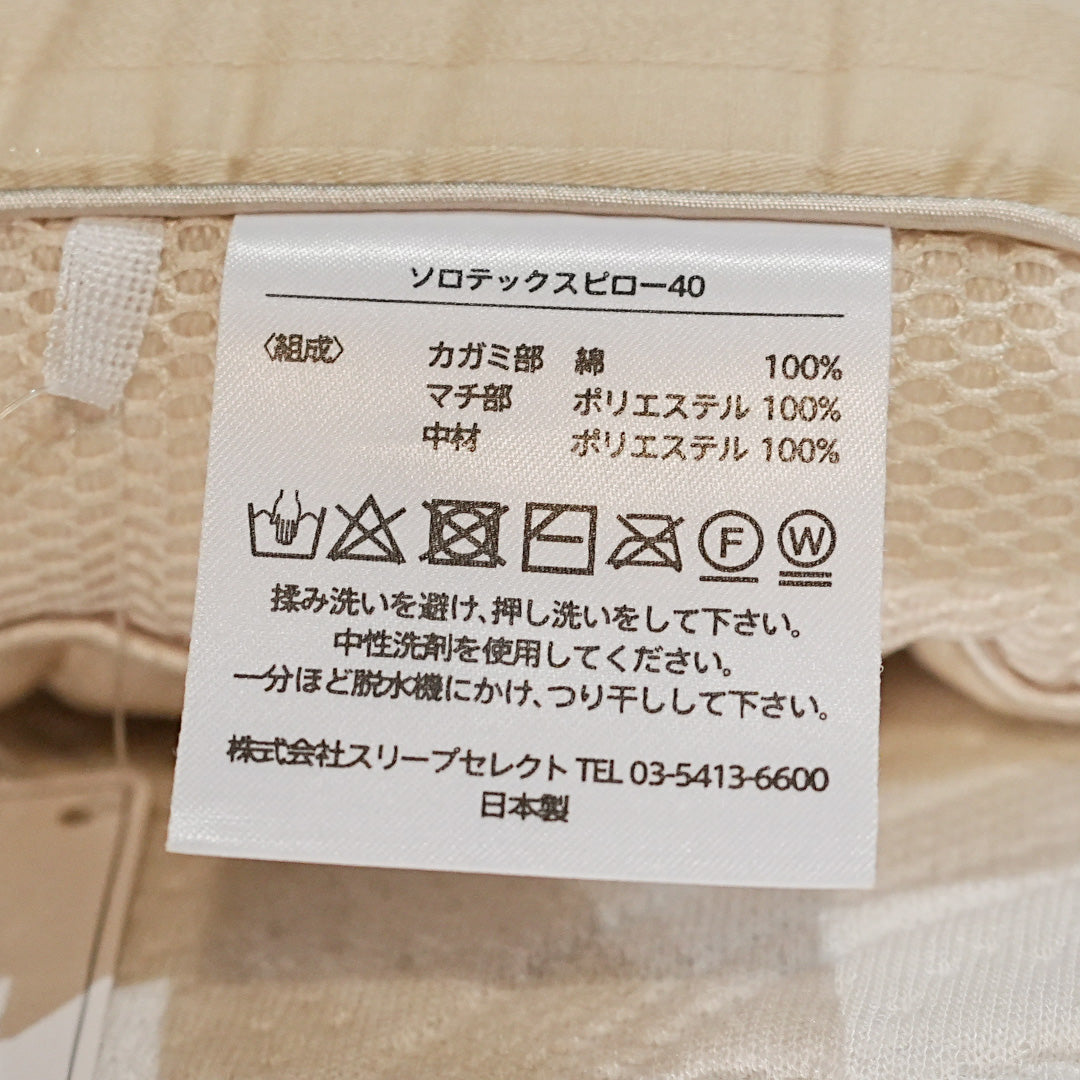 ソロテックスピロー40
〈組成〉 カガミ部 綿 100%
マチ部 ポリエステル 100%
中材 ポリエステル 100%
F W
揉み洗いを避け、押し洗いをして下さい。
中性洗剤を使用してください。
一分ほど脱水機にかけ、つり干しして下さい。
株式会社スリープセレクト TEL 03-5413-6600
日本製